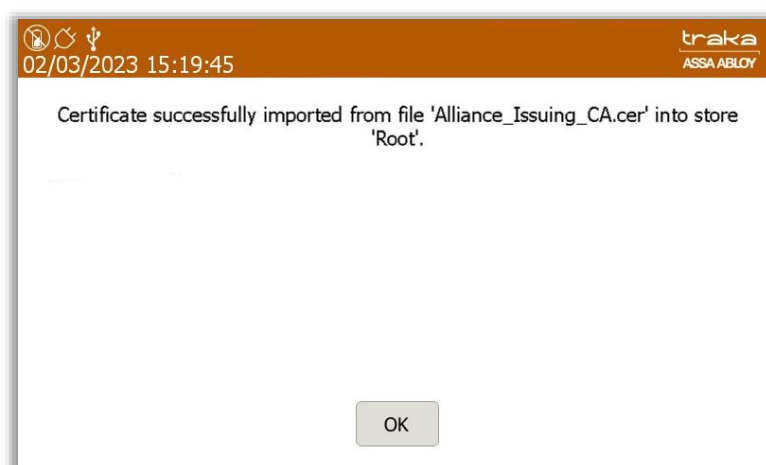 02/03/2023 15:19:45
traka
ASSA ABLOY
Certificate successfully imported from file 'Alliance_Issuing_CA.cer' into store
'Root'.
OK